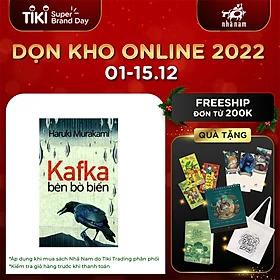 TIKI Super Brand Day
nhã nam
DỌN KHO ONLINE 2022
01-15.12
FREESHIP
ĐƠN TỪ 200K
QUÀ TẶNG
Haruki Murakami
Kafka
bên bờ biển
*Áp dụng khi mua sách Nhã Nam do Tiki Trading phân phối
*Kiểm tra giỏ hàng trước khi thanh toán